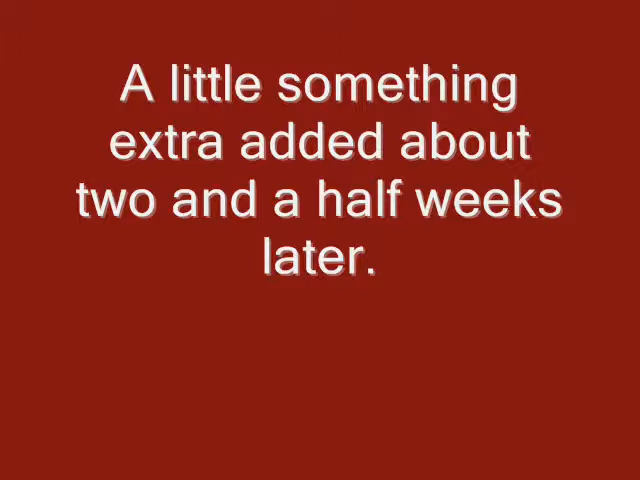 A little something
extra added about
two and a half weeks
later.